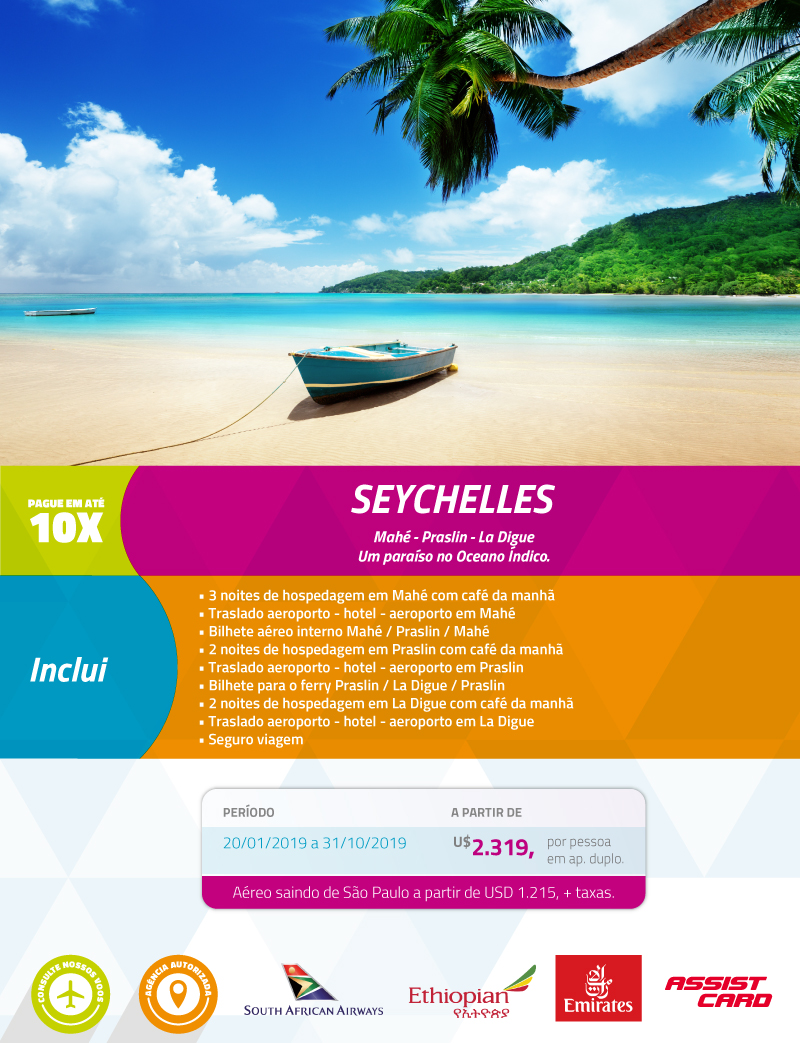 PAGUE EM ATÉ
10X
SEYCHELLES
Mahé - Praslin - La Digue
Um paraíso no Oceano Índico.
Inclui
• 3 noites de hospedagem em Mahé com café da manhã
• Traslado aeroporto - hotel - aeroporto em Mahé
• Bilhete aéreo interno Mahé / Praslin / Mahé
• 2 noites de hospedagem em Praslin com café da manhã
• Traslado aeroporto - hotel - aeroporto em Praslin
• Bilhete para o ferry Praslin / La Digue / Praslin
• 2 noites de hospedagem em La Digue com café da manhã
• Traslado aeroporto - hotel - aeroporto em La Digue
• Seguro viagem
PERÍODO
A PARTIR DE
20/01/2019 a 31/10/2019
U$2.319,
por pessoa
em ap. duplo.
Aéreo saindo de São Paulo a partir de USD 1.215, + taxas.
• CONSULTE NOSSOS VOOS •
• AGÊNCIA AUTORIZADA •
SOUTH AFRICAN AIRWAYS
Ethiopian
የኢትዮጵያ
Emirates
ASSIST
CARD